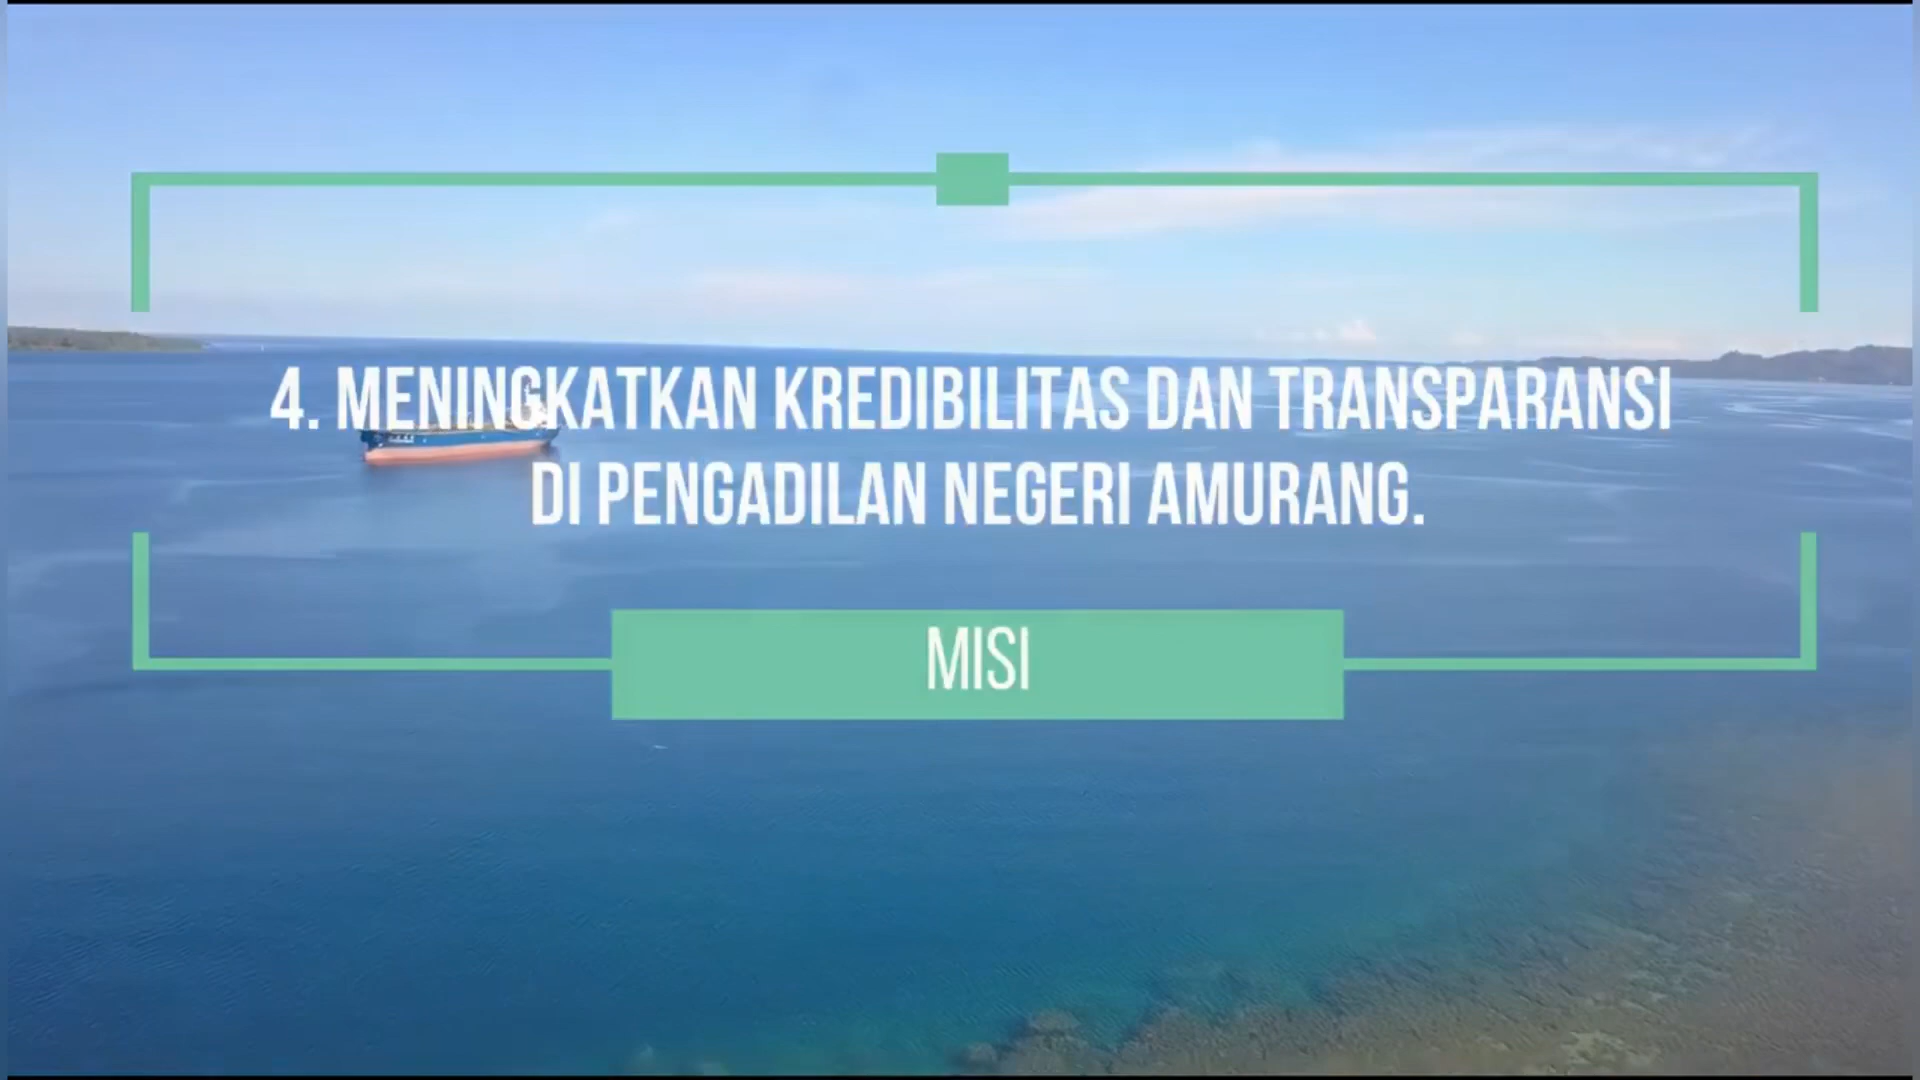 4. MENINGKATKAN KREDIBILITAS DAN TRANSPARANSI
DI PENGADILAN NEGERI AMURANG.
MISI